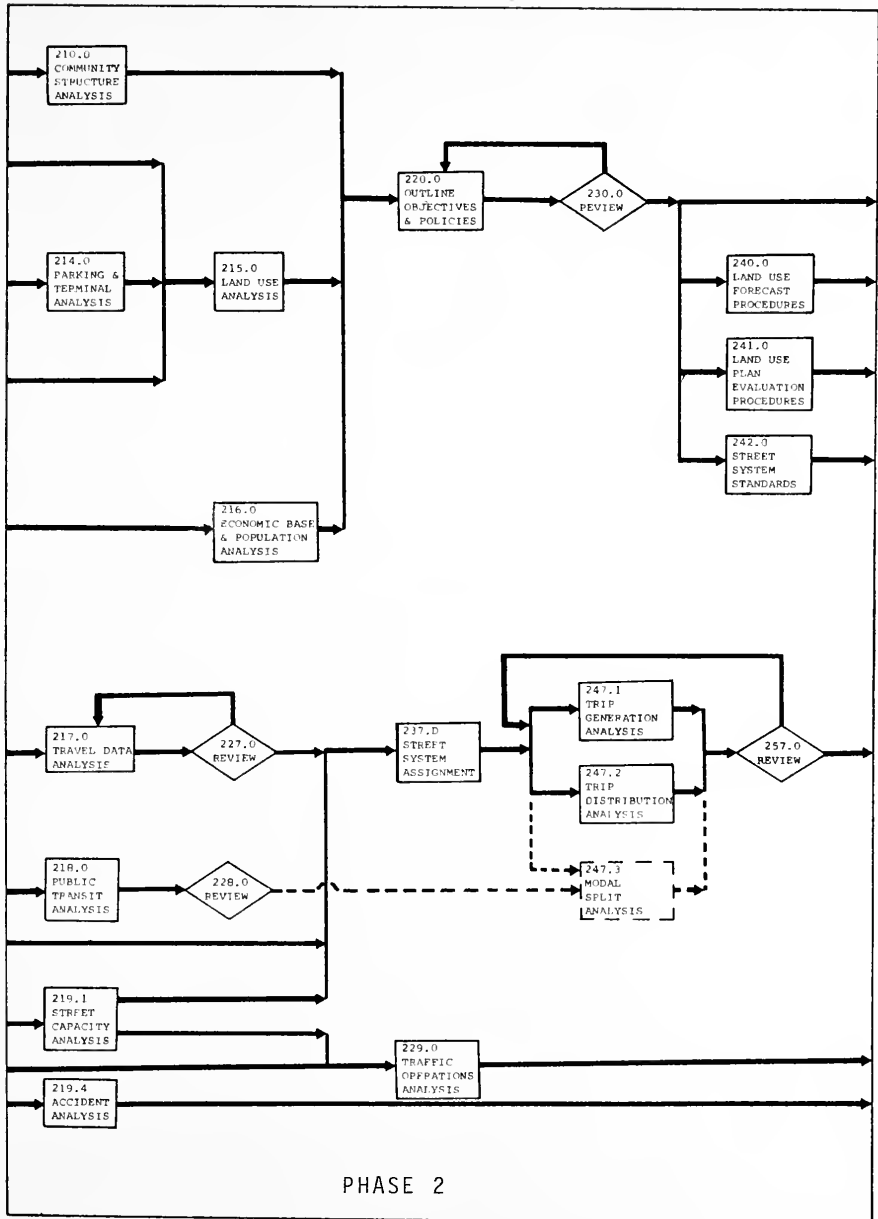 210.0
COMMUNITY
STRUCTURE
ANALYSIS
220.0
OUTLINE
OBJECTIVES
& POLICIES
230.0
PEVIEW
214.0
PARKING &
TEPMINAL
ANALYSIS
215.0
LAND USE
ANALYSIS
240.0
LAND USE
FORECAST
PROCEDURES
241.0
LAND USE
PLAN
EVALUATION
PROCEDURES
242.0
STREET
SYSTEM
STANDARDS
216.0
ECONOMIC BASE
& POPULATION
ANALYSIS
217.0
TRAVEL DATA
ANALYSIS
227.0
REVIEW
237.D
STREET
SYSTEM
ASSIGNMENT
247.1
TRIP
GENERATION
ANALYSIS
247.2
TRIP
DISTRIBUTION
ANALYSIS
257.0
REVIEW
218.0
PUBLIC
TRANSIT
ANALYSIS
228.0
REVIEW
247.3
MODAL
SPLIT
ANALYSIS
219.1
STREET
CAPACITY
ANALYSIS
229.0
TRAFFIC
OPERATIONS
ANALYSIS
219.4
ACCIDENT
ANALYSIS
PHASE 2